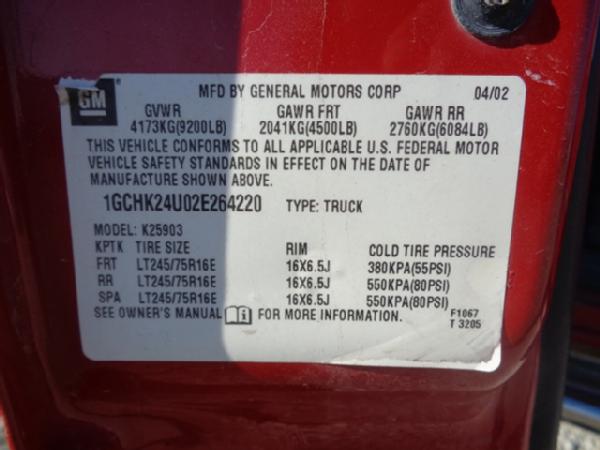 GM
MFD BY GENERAL MOTORS CORP 04/02
GVWR GAWR FRT GAWR RR
4173KG(9200LB) 2041KG(4500LB) 2760KG(6084LB)
THIS VEHICLE CONFORMS TO ALL APPLICABLE U.S. FEDERAL MOTOR
VEHICLE SAFETY STANDARDS IN EFFECT ON THE DATE OF
MANUFACTURE SHOWN ABOVE.
1GCHK24U02E264220 TYPE: TRUCK
MODEL: K25903
KPTK TIRE SIZE RIM COLD TIRE PRESSURE
FRT LT245/75R16E 16X6.5J 380KPA(55PSI)
RR LT245/75R16E 16X6.5J 550KPA(80PSI)
SPA LT245/75R16E 16X6.5J 550KPA(80PSI)
SEE OWNER'S MANUAL i FOR MORE INFORMATION. F1067
T 3205